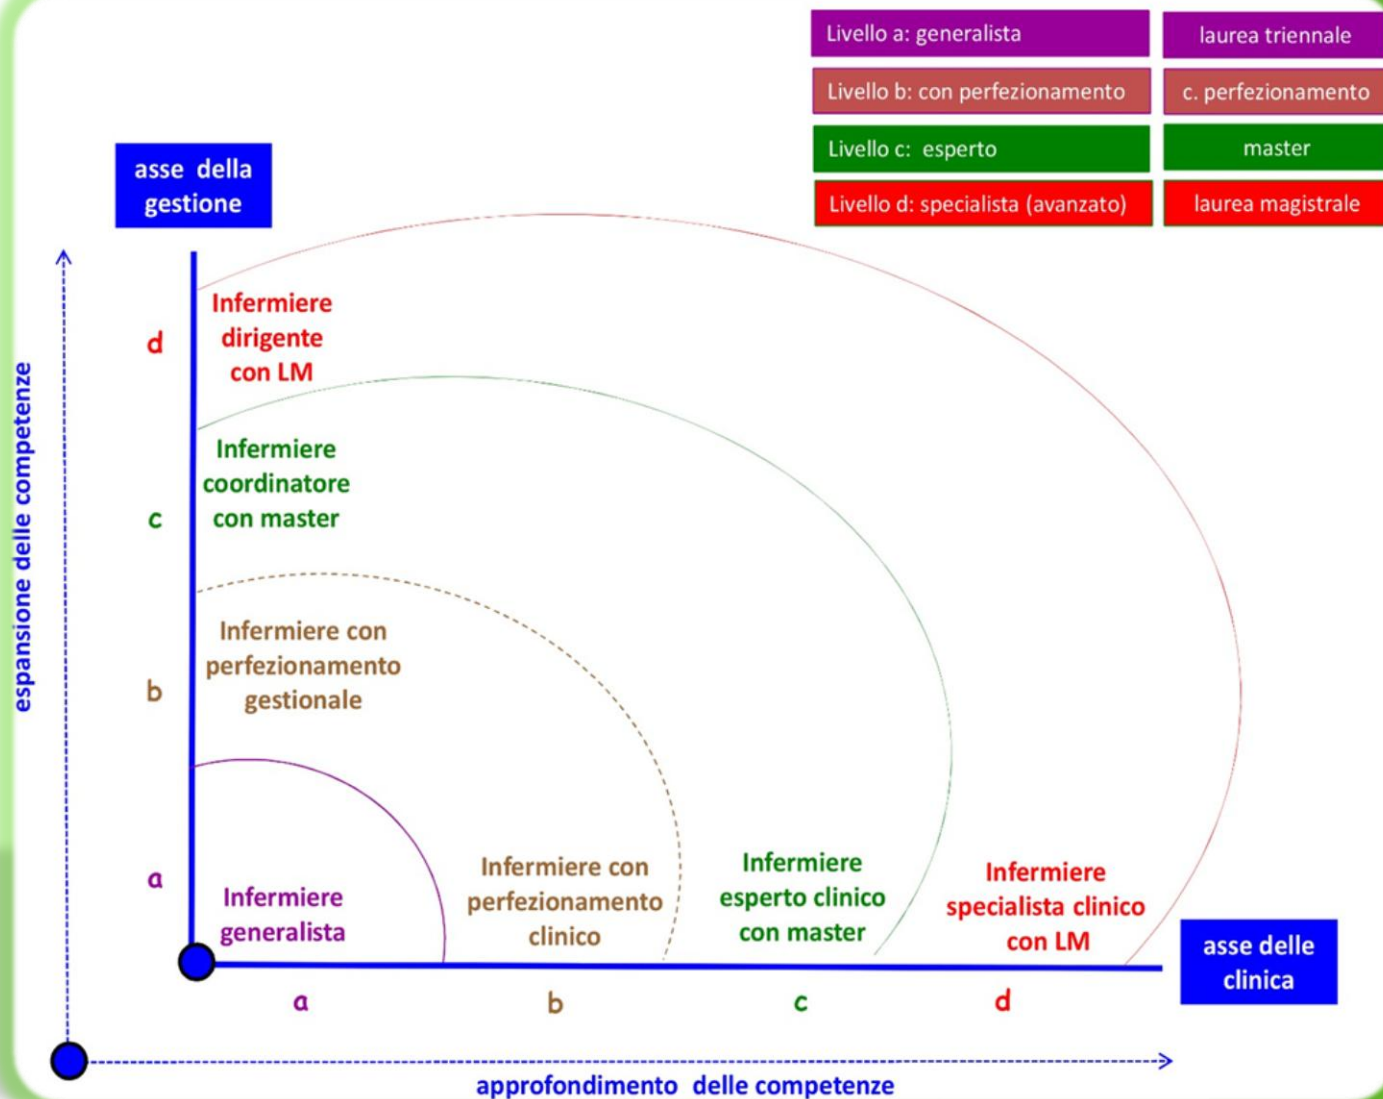 Livello a: generalista
laurea triennale
Livello b: con perfezionamento
c. perfezionamento
Livello c: esperto
master
Livello d: specialista (avanzato)
laurea magistrale
asse della
gestione
espansione delle competenze
d
Infermiere
dirigente
con LM
c
Infermiere
coordinatore
con master
b
Infermiere con
perfezionamento
gestionale
a
Infermiere
generalista
Infermiere con
perfezionamento
clinico
Infermiere
esperto clinico
con master
Infermiere
specialista clinico
con LM
asse delle
clinica
a
b
c
d
approfondimento delle competenze